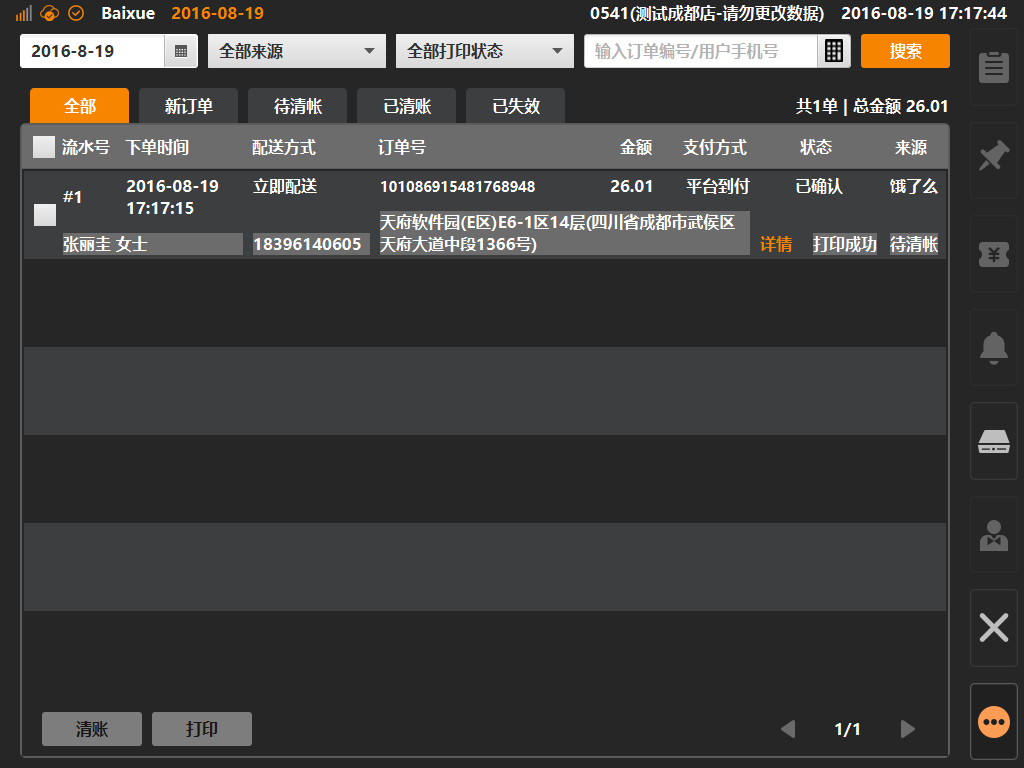 Baixue 2016-08-19 0541(测试成都店-请勿更改数据) 2016-08-19 17:17:44
2016-8-19 全部来源 全部打印状态 输入订单编号/用户手机号 搜索
全部 新订单 待清帐 已清账 已失效 共1单 | 总金额 26.01
流水号 下单时间 配送方式 订单号 金额 支付方式 状态 来源
#1 2016-08-19 立即配送 101086915481768948 26.01 平台到付 已确认 饿了么
17:17:15
天府软件园(E区)E6-1区14层(四川省成都市武侯区
张丽圭 女士 18396140605 天府大道中段1366号) 详情 打印成功 待清帐
清账 打印 1/1